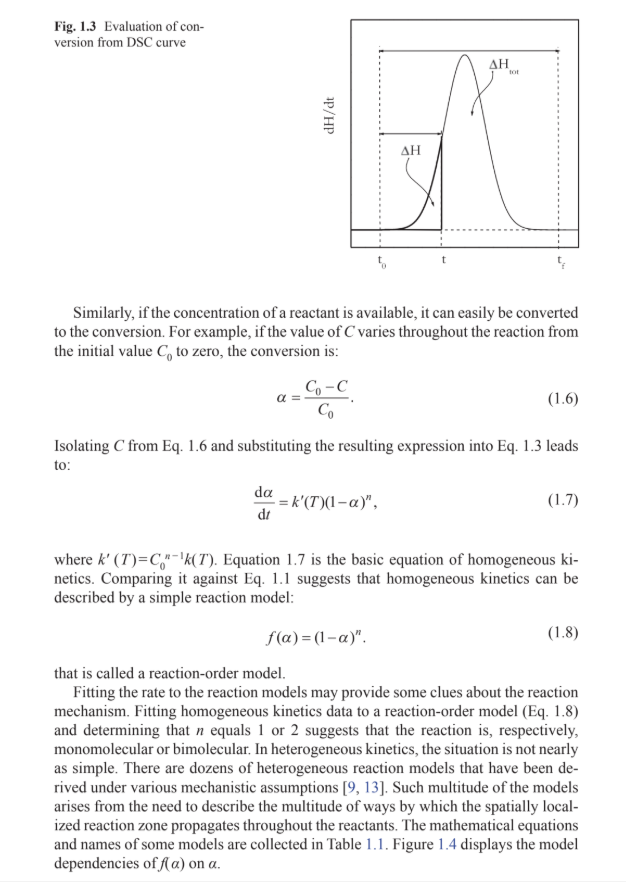 Fig. 1.3 Evaluation of con-
version from DSC curve
dH/dt
ΔH
tot
ΔH
t₀
t
t_f
Similarly, if the concentration of a reactant is available, it can easily be converted
to the conversion. For example, if the value of C varies throughout the reaction from
the initial value C₀ to zero, the conversion is:
α = (C₀ – C) / C₀. (1.6)
Isolating C from Eq. 1.6 and substituting the resulting expression into Eq. 1.3 leads
to:
dα/dt = k′(T)(1–α)ⁿ, (1.7)
where k′ (T)=C₀ⁿ⁻¹k(T). Equation 1.7 is the basic equation of homogeneous ki-
netics. Comparing it against Eq. 1.1 suggests that homogeneous kinetics can be
described by a simple reaction model:
f(α) = (1–α)ⁿ. (1.8)
that is called a reaction-order model.
Fitting the rate to the reaction models may provide some clues about the reaction
mechanism. Fitting homogeneous kinetics data to a reaction-order model (Eq. 1.8)
and determining that n equals 1 or 2 suggests that the reaction is, respectively,
monomolecular or bimolecular. In heterogeneous kinetics, the situation is not nearly
as simple. There are dozens of heterogeneous reaction models that have been de-
rived under various mechanistic assumptions [9, 13]. Such multitude of the models
arises from the need to describe the multitude of ways by which the spatially local-
ized reaction zone propagates throughout the reactants. The mathematical equations
and names of some models are collected in Table 1.1. Figure 1.4 displays the model
dependencies of f(α) on α.